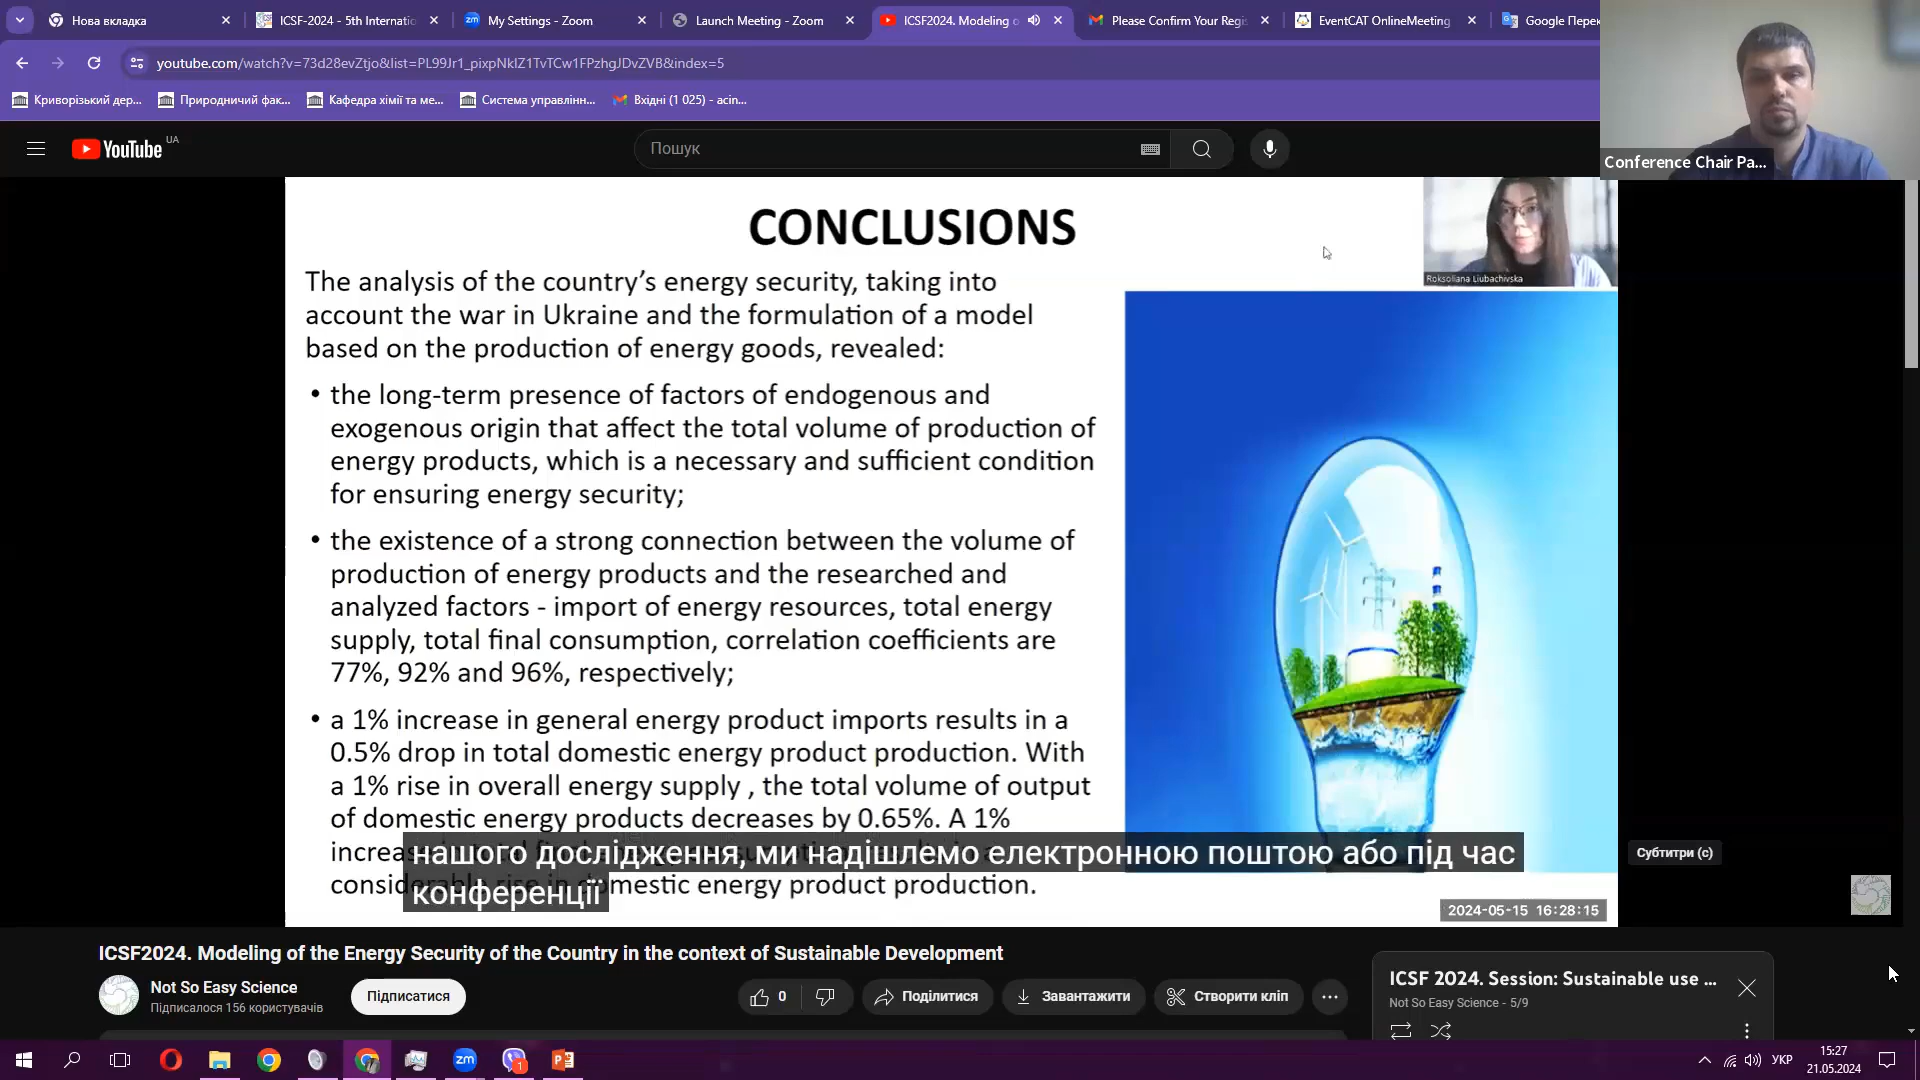 Нова вкладка
ICSF-2024 - 5th Internatio
My Settings - Zoom
Launch Meeting - Zoom
ICSF2024. Modeling o
Please Confirm Your Regi
EventCAT OnlineMeeting
Google Перек
youtube.com/watch?v=73d28evZtjo&list=PL99Jr1_pixpNkIZ1TvTCw1FPzhgJDvZVB&index=5
Криворізький дер...
Природничий фак...
Кафедра хімії та ме...
Система управлінн...
Вхідні (1 025) - acin...
YouTube UA
Пошук
Conference Chair Pa...
CONCLUSIONS
Roksoliana Liubachivska
The analysis of the country’s energy security, taking into
account the war in Ukraine and the formulation of a model
based on the production of energy goods, revealed:
• the long-term presence of factors of endogenous and
exogenous origin that affect the total volume of production of
energy products, which is a necessary and sufficient condition
for ensuring energy security;
• the existence of a strong connection between the volume of
production of energy products and the researched and
analyzed factors - import of energy resources, total energy
supply, total final consumption, correlation coefficients are
77%, 92% and 96%, respectively;
• a 1% increase in general energy product imports results in a
0.5% drop in total domestic energy product production. With
a 1% rise in overall energy supply , the total volume of output
of domestic energy products decreases by 0.65%. A 1%
нашого дослідження, ми надішлемо електронною поштою або під час
конференції
domestic energy product production.
Субтитри (c)
2024-05-15 16:28:15
ICSF2024. Modeling of the Energy Security of the Country in the context of Sustainable Development
Not So Easy Science
Підписалося 156 користувачів
Підписатися
0
Поділитися
Завантажити
Створити кліп
ICSF 2024. Session: Sustainable use ...
Not So Easy Science - 5/9
zm
1
УКР
15:27
21.05.2024